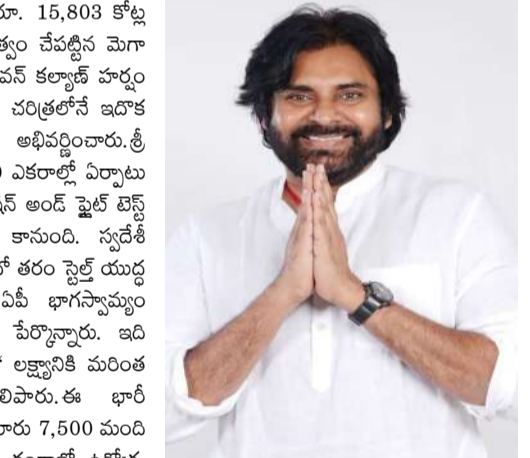 రూ. 15,803 కోట్ల
త్వం చేపట్టిన మెగా
వన్ కల్యాణ్ హర్షం
చరిత్రలోనే ఇదొక
అభివర్ణించారు.శ్రీ
ఎకరాల్లో ఏర్పాటు
షన్ అండ్ ఫ్లైట్ టెస్ట్
కానుంది. స్వదేశీ
తరం స్టెల్త్ యుద్ధ
ఏపీ భాగస్వామ్యం
పేర్కొన్నారు. ఇది
లక్ష్యానికి మరింత
లిపారు.ఈ భారీ
7,500 మంది